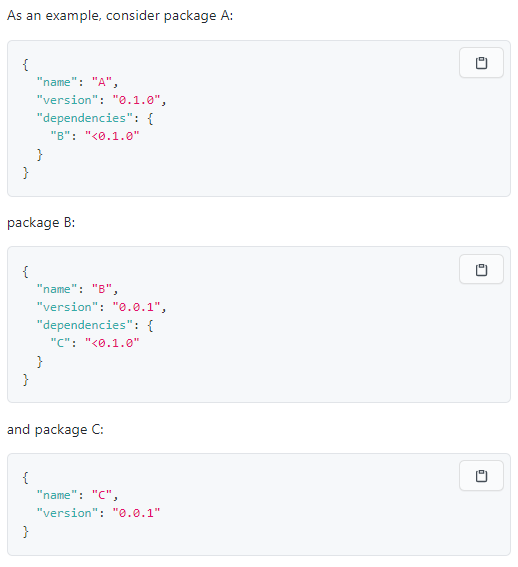 As an example, consider package A:
{
  "name": "A",
  "version": "0.1.0",
  "dependencies": {
    "B": "<0.1.0"
  }
}
package B:
{
  "name": "B",
  "version": "0.0.1",
  "dependencies": {
    "C": "<0.1.0"
  }
}
and package C:
{
  "name": "C",
  "version": "0.0.1"
}